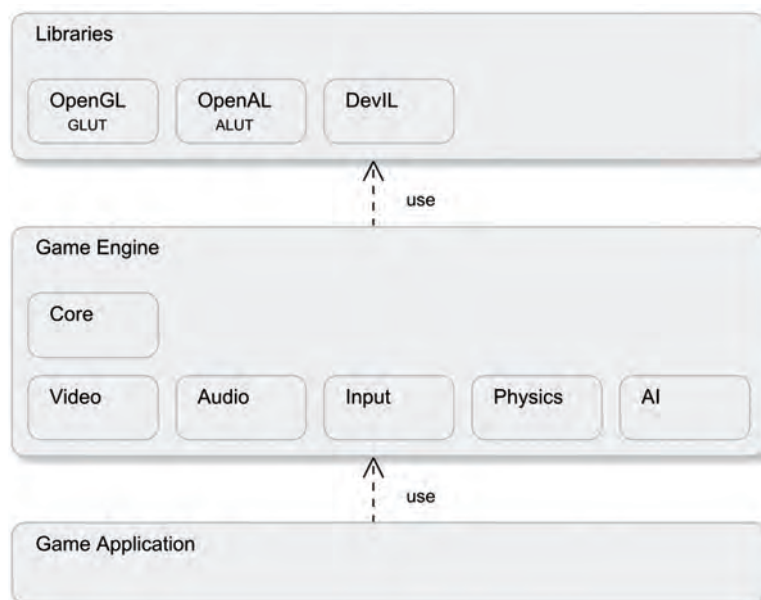 Libraries
OpenGL OpenAL DevIL
GLUT ALUT
use
Game Engine
Core
Video Audio Input Physics AI
use
Game Application